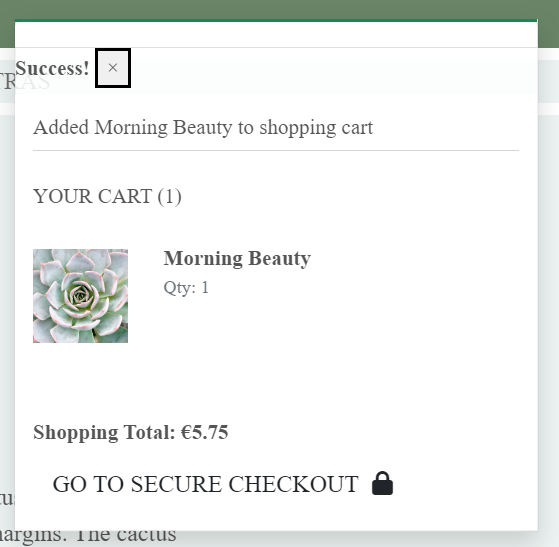 TRAS
Success! ×
Added Morning Beauty to shopping cart
YOUR CART (1)
Morning Beauty
Qty: 1
Shopping Total: €5.75
GO TO SECURE CHECKOUT
margins. The cactus